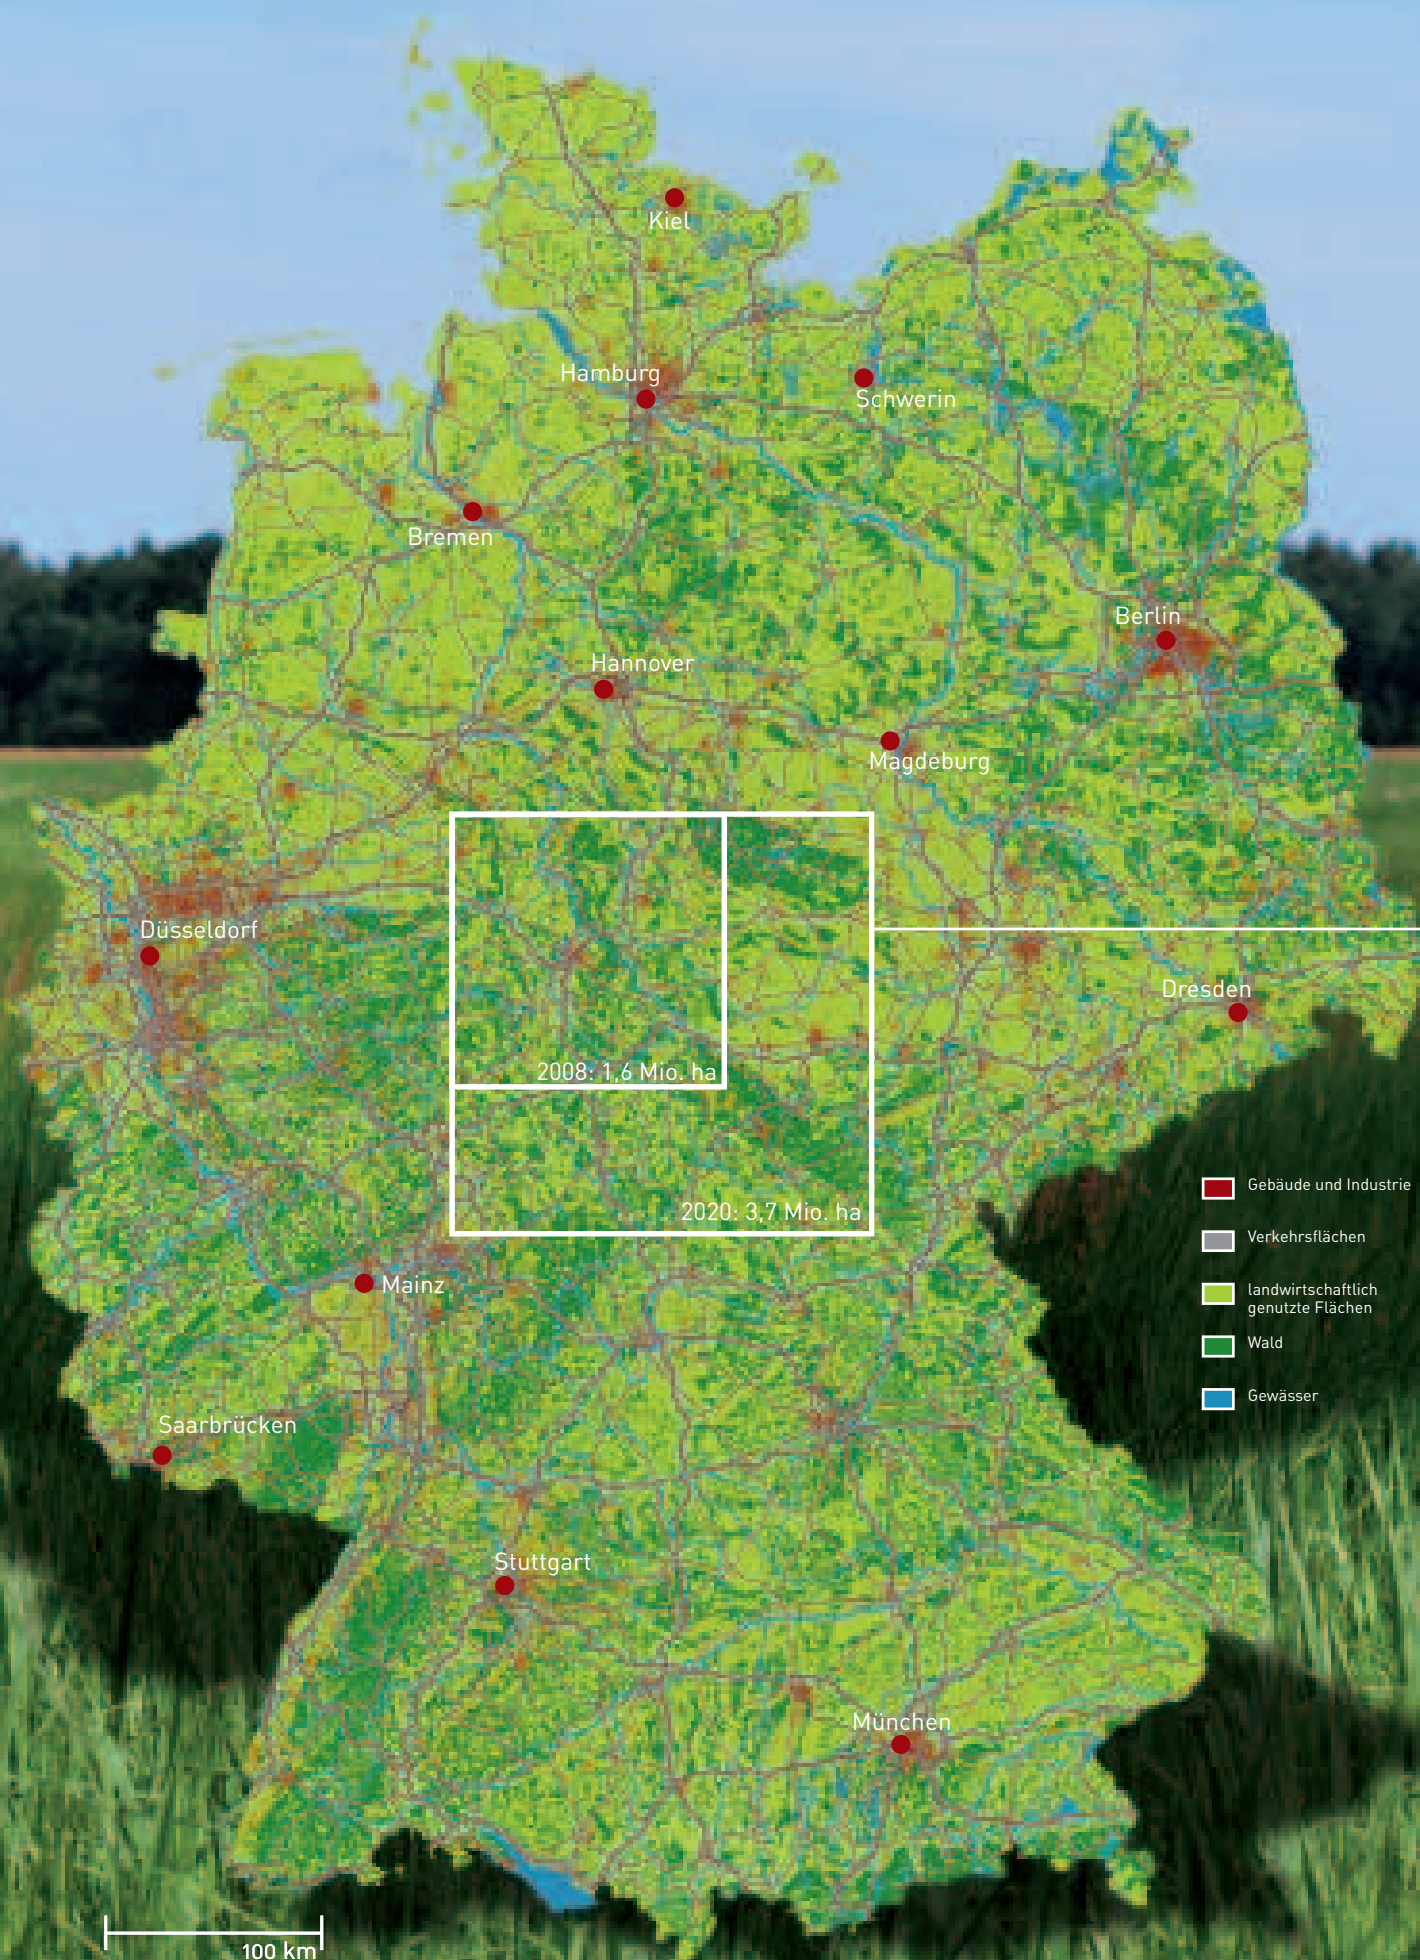 Kiel
Hamburg
Schwerin
Bremen
Berlin
Hannover
Magdeburg
Düsseldorf
Dresden
2008: 1,6 Mio. ha
2020: 3,7 Mio. ha
Gebäude und Industrie
Verkehrsflächen
landwirtschaftlich
genutzte Flächen
Wald
Gewässer
Mainz
Saarbrücken
Stuttgart
München
100 km